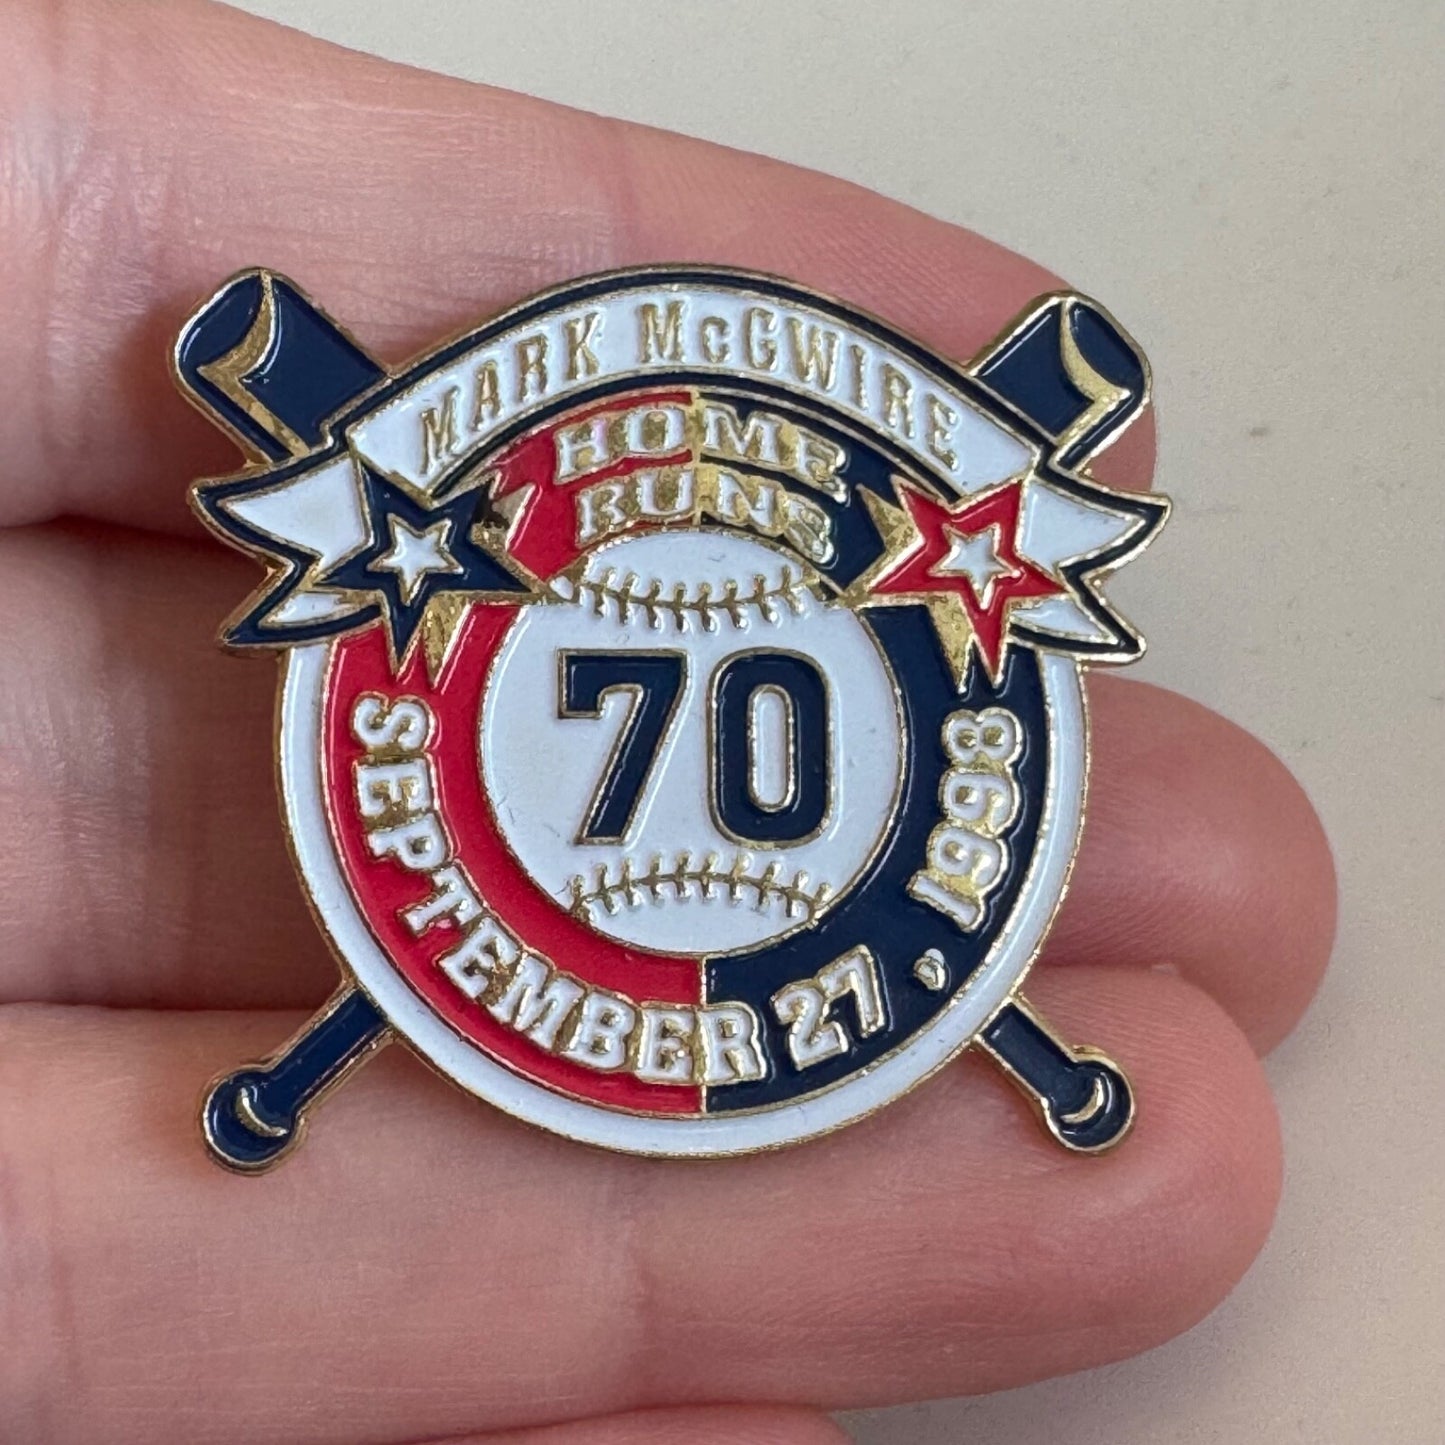 MARK McGWIRE
HOME
RUNS
70
SEPTEMBER 27, 1998